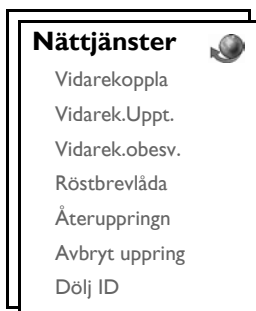 Nättjänster
Vidarekoppla
Vidarek.Uppt.
Vidarek.obesv.
Röstbrevlåda
Återuppringn
Avbryt uppring
Dölj ID